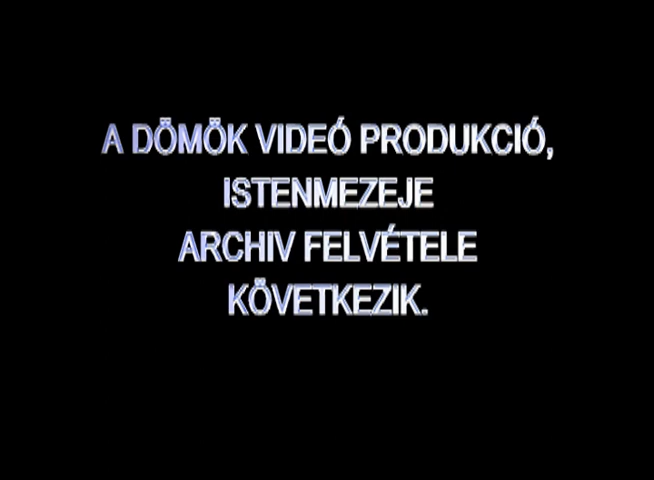 A DÖMÖK VIDEÓ PRODUKCIÓ,
ISTENMEZEJE
ARCHIV FELVÉTELE
KÖVETKEZIK.